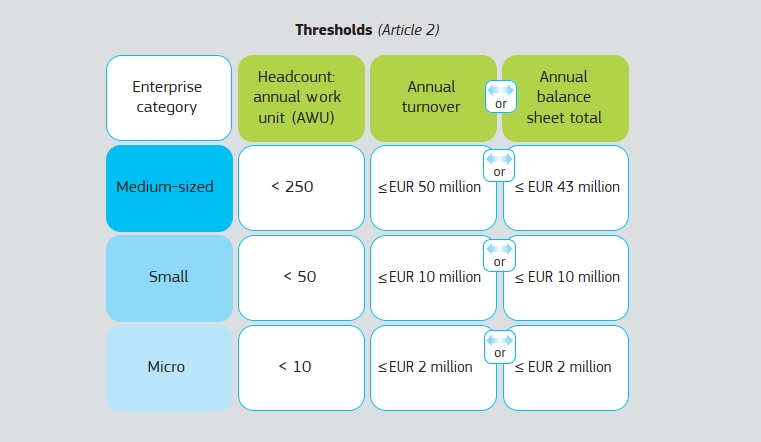 Thresholds (Article 2)
Enterprise
category
Headcount:
annual work
unit (AWU)
Annual
turnover
or
Annual
balance
sheet total
Medium-sized
< 250
≤ EUR 50 million
or
≤ EUR 43 million
Small
< 50
≤ EUR 10 million
or
≤ EUR 10 million
Micro
< 10
≤ EUR 2 million
or
≤ EUR 2 million